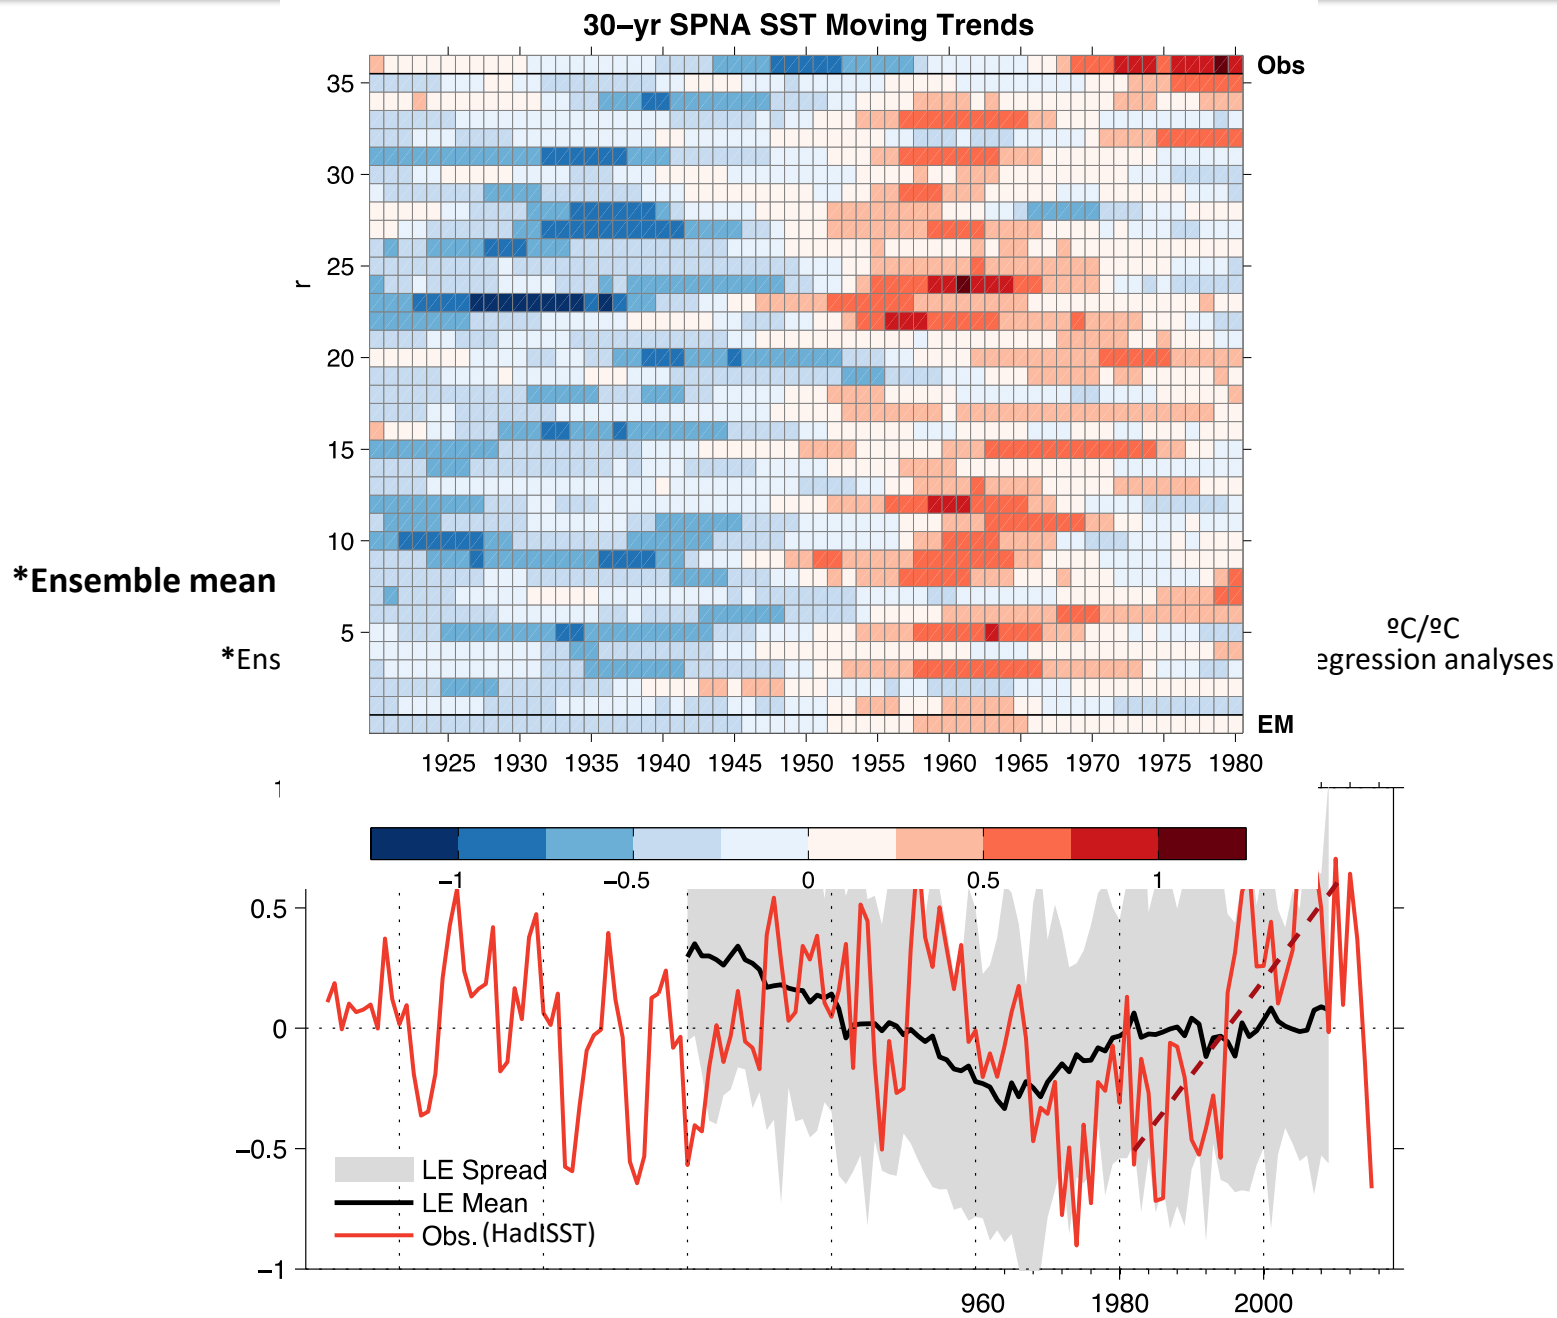 30−yr SPNA SST Moving Trends
Obs
35
30
25
r
20
15
10
*Ensemble mean
5
ºC/ºC
*Ens
egression analyses
EM
1925 1930 1935 1940 1945 1950 1955 1960 1965 1970 1975 1980
1
−1 −0.5 0 0.5 1
0.5
0
−0.5
LE Spread
LE Mean
Obs. (HadISST)
−1
960 1980 2000